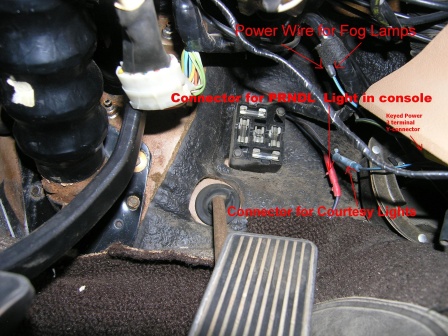 Power Wire for Fog Lamps
Connector for PRNDL Light in console
Keyed Power
3 terminal
connector
Connector for Courtesy Lights